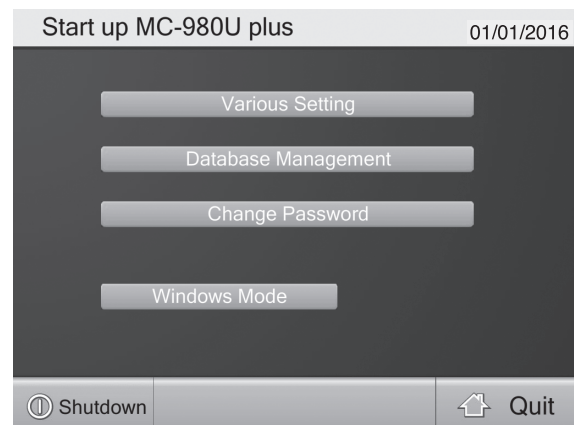 Start up MC-980U plus
01/01/2016
Various Setting
Database Management
Change Password
Windows Mode
Shutdown
Quit